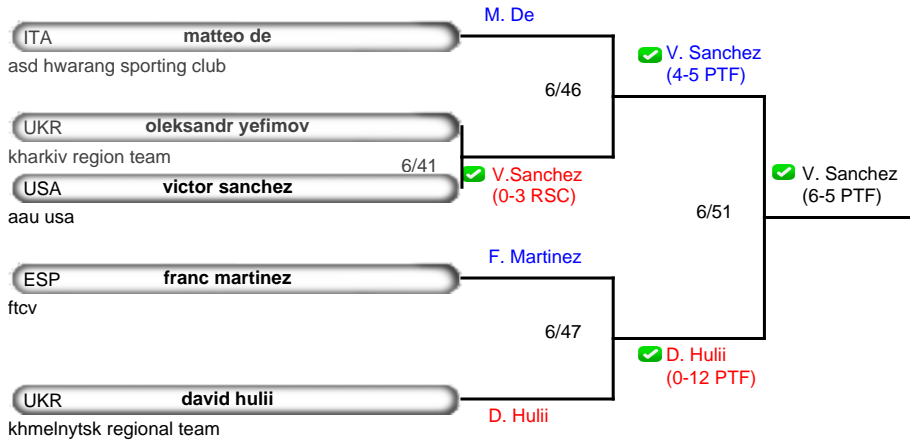 M. De
ITA matteo de
asd hwarang sporting club
V. Sanchez
(4-5 PTF)
6/46
UKR oleksandr yefimov
kharkiv region team
6/41
V.Sanchez
(0-3 RSC)
USA victor sanchez
aau usa
V. Sanchez
(6-5 PTF)
6/51
F. Martinez
ESP franc martinez
ftcv
6/47
D. Hulii
(0-12 PTF)
UKR david hulii
D. Hulii
khmelnytsk regional team